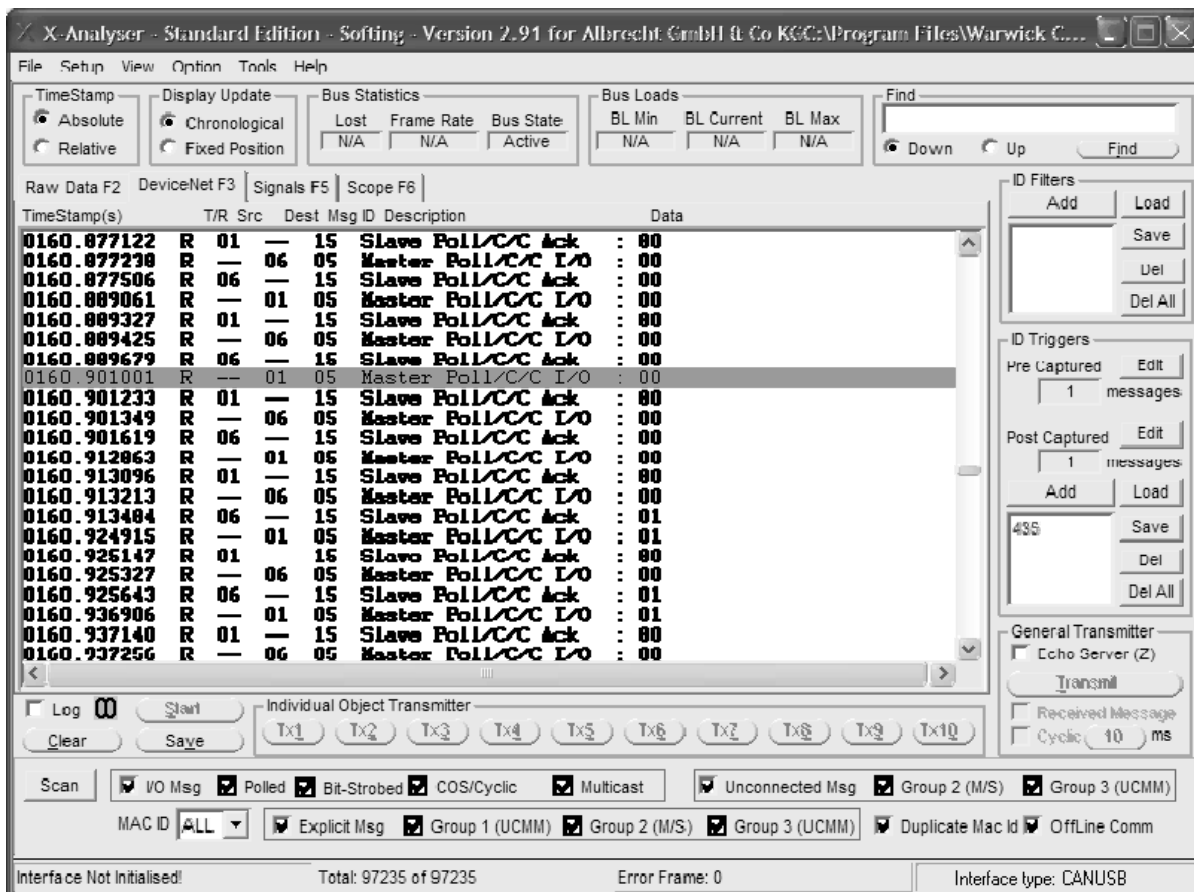 X-Analyser - Standard Edition - Softing - Version 2.91 for Albrecht GmbH & Co KGC:\Program Files\Warwick C....
File Setup View Option Tools Help
TimeStamp
Absolute
Relative
Display Update
Chronological
Fixed Position
Bus Statistics
Lost Frame Rate Bus State
N/A N/A Active
Bus Loads
BL Min BL Current BL Max
N/A N/A N/A
Find
Down Up Find
Raw Data F2 DeviceNet F3 Signals F5 Scope F6
TimeStamp(s) T/R Src Dest Msg ID Description Data
0160.877122 R 01 -- 15 Slave Poll/C/C Ack : 80
0160.877238 R -- 06 05 Master Poll/C/C I/O : 00
0160.877506 R 06 -- 15 Slave Poll/C/C Ack : 00
0160.889061 R -- 01 05 Master Poll/C/C I/O : 00
0160.889327 R 01 -- 15 Slave Poll/C/C Ack : 80
0160.889425 R -- 06 05 Master Poll/C/C I/O : 00
0160.889679 R 06 -- 15 Slave Poll/C/C Ack : 00
0160.901001 R -- 01 05 Master Poll/C/C I/O : 00
0160.901233 R 01 -- 15 Slave Poll/C/C Ack : 80
0160.901349 R -- 06 05 Master Poll/C/C I/O : 00
0160.901619 R 06 -- 15 Slave Poll/C/C Ack : 00
0160.912863 R -- 01 05 Master Poll/C/C I/O : 00
0160.913096 R 01 -- 15 Slave Poll/C/C Ack : 80
0160.913213 R -- 06 05 Master Poll/C/C I/O : 00
0160.913484 R 06 -- 15 Slave Poll/C/C Ack : 01
0160.924915 R -- 01 05 Master Poll/C/C I/O : 01
0160.925147 R 01 15 Slave Poll/C/C Ack : 80
0160.925327 R -- 06 05 Master Poll/C/C I/O : 00
0160.925643 R 06 -- 15 Slave Poll/C/C Ack : 01
0160.936906 R -- 01 05 Master Poll/C/C I/O : 01
0160.937140 R 01 -- 15 Slave Poll/C/C Ack : 80
0160.937256 R -- 06 05 Master Poll/C/C I/O : 00
ID Filters
Add Load
Save
Del
Del All
ID Triggers
Pre Captured Edit
1 messages
Post Captured Edit
1 messages
Add Load
435 Save
Del
Del All
General Transmitter
Echo Server (Z)
Transmit
Received Message
Cyclic 10 ms
Log Start
Clear Save
Individual Object Transmitter
Tx1 Tx2 Tx3 Tx4 Tx5 Tx6 Tx7 Tx8 Tx9 Tx10
Scan I/O Msg Polled Bit-Strobed COS/Cyclic Multicast Unconnected Msg Group 2 (M/S) Group 3 (UCMM)
MAC ID ALL Explicit Msg Group 1 (UCMM) Group 2 (M/S) Group 3 (UCMM) Duplicate Mac Id OffLine Comm
Interface Not Initialised! Total: 97235 of 97235 Error Frame: 0 Interface type: CANUSB